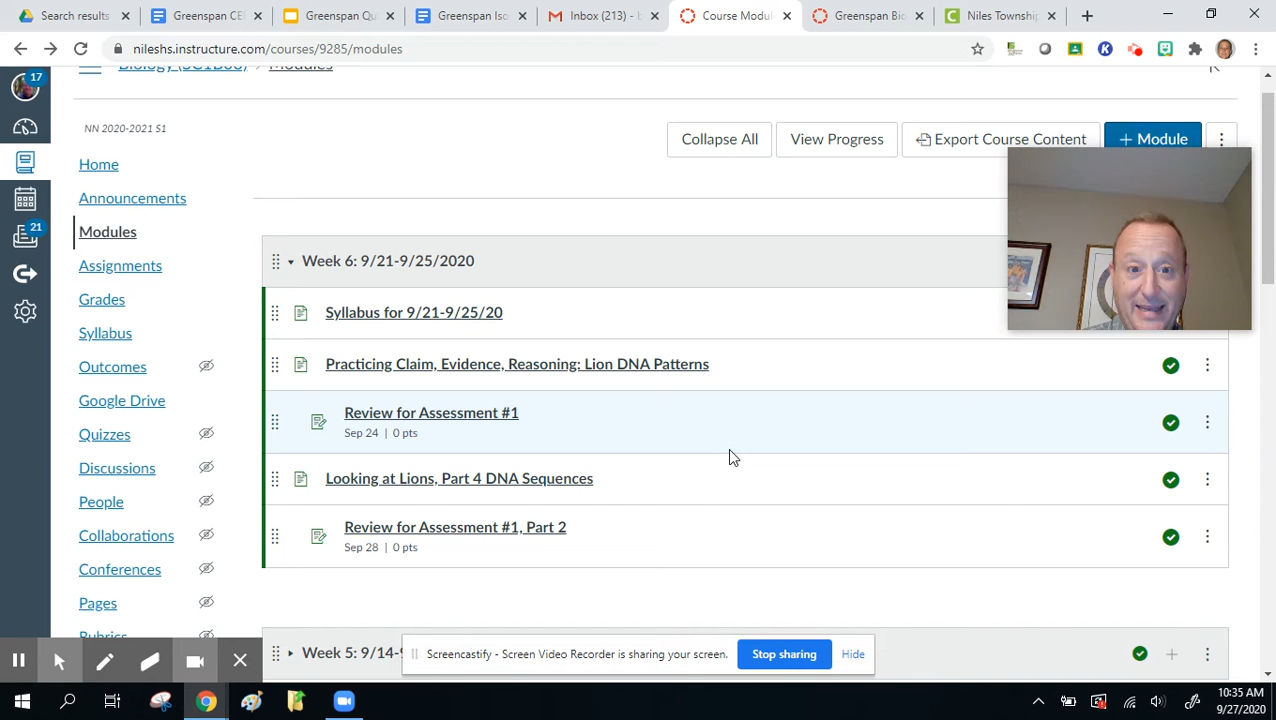 Search results
Greenspan CE
Greenspan Qu
Greenspan Iso
Inbox (213) - l
Course Modul
Greenspan Bio
Niles Township
nileshs.instructure.com/courses/9285/modules
17
Biology (SC1B06) > Modules
NN 2020-2021 S1
Collapse All
View Progress
Export Course Content
+ Module
Home
Announcements
21
Modules
Week 6: 9/21-9/25/2020
Assignments
Grades
Syllabus for 9/21-9/25/20
Syllabus
Outcomes
Practicing Claim, Evidence, Reasoning: Lion DNA Patterns
Google Drive
Review for Assessment #1
Sep 24 | 0 pts
Quizzes
Discussions
Looking at Lions, Part 4 DNA Sequences
People
Collaborations
Review for Assessment #1, Part 2
Sep 28 | 0 pts
Conferences
Pages
Rubrics
Week 5: 9/14-9
Screencastify - Screen Video Recorder is sharing your screen.
Stop sharing
Hide
10:35 AM
9/27/2020